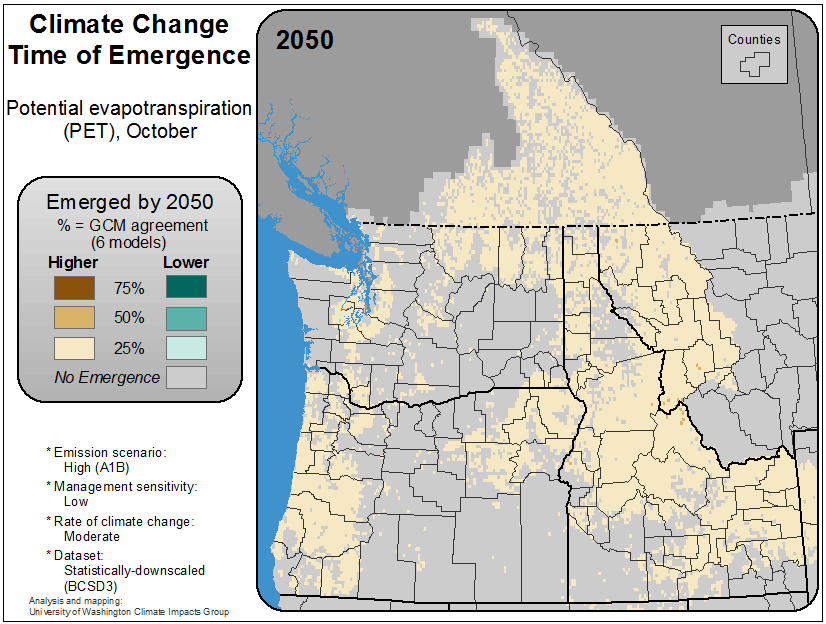 Climate Change
Time of Emergence
Potential evapotranspiration
(PET), October
Emerged by 2050
% = GCM agreement
(6 models)
Higher Lower
75%
50%
25%
No Emergence
* Emission scenario:
High (A1B)
* Management sensitivity:
Low
* Rate of climate change:
Moderate
* Dataset:
Statistically-downscaled
(BCSD3)
Analysis and mapping:
University of Washington Climate Impacts Group
2050
Counties